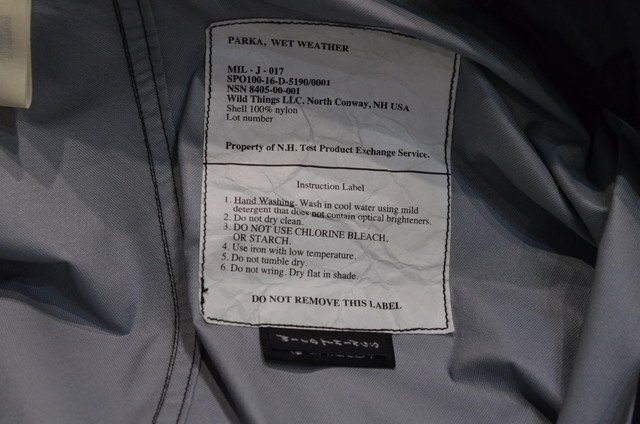 PARKA, WET WEATHER
MIL - J - 017
SPO100-16-D-5190/0001
NSN 8405-00-001
Wild Things LLC. North Conway, NH USA
Shell 100% nylon
Lot number
Property of N.H. Test Product Exchange Service.
Instruction Label
1. Hand Washing. Wash in cool water using mild
detergent that does not contain optical brighteners.
2. Do not dry clean.
3. DO NOT USE CHLORINE BLEACH.
OR STARCH.
4. Use iron with low temperature.
5. Do not tumble dry.
6. Do not wring. Dry flat in shade.
DO NOT REMOVE THIS LABEL
WILD THINGS